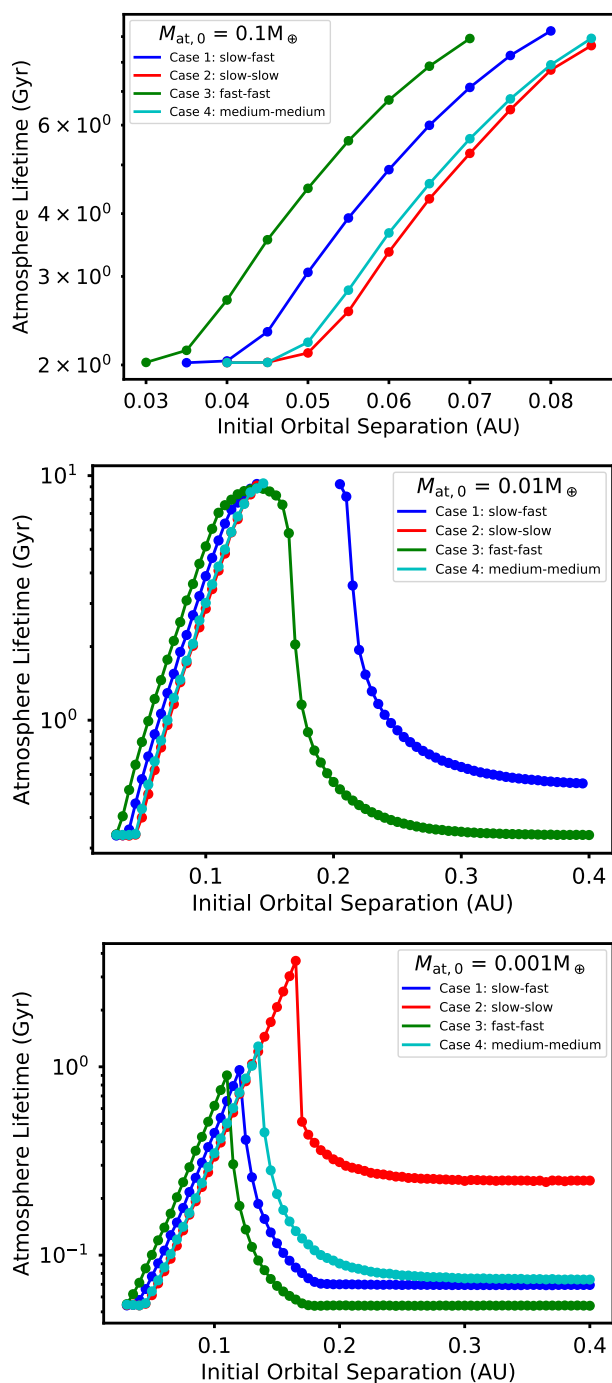 M_at, 0 = 0.1M_⊕
Case 1: slow-fast
Case 2: slow-slow
Case 3: fast-fast
Case 4: medium-medium
Atmosphere Lifetime (Gyr)
6 × 10^0
4 × 10^0
3 × 10^0
2 × 10^0
0.03 0.04 0.05 0.06 0.07 0.08
Initial Orbital Separation (AU)
M_at, 0 = 0.01M_⊕
Case 1: slow-fast
Case 2: slow-slow
Case 3: fast-fast
Case 4: medium-medium
Atmosphere Lifetime (Gyr)
10^1
10^0
0.1 0.2 0.3 0.4
Initial Orbital Separation (AU)
M_at, 0 = 0.001M_⊕
Case 1: slow-fast
Case 2: slow-slow
Case 3: fast-fast
Case 4: medium-medium
Atmosphere Lifetime (Gyr)
10^0
10^−1
0.1 0.2 0.3 0.4
Initial Orbital Separation (AU)